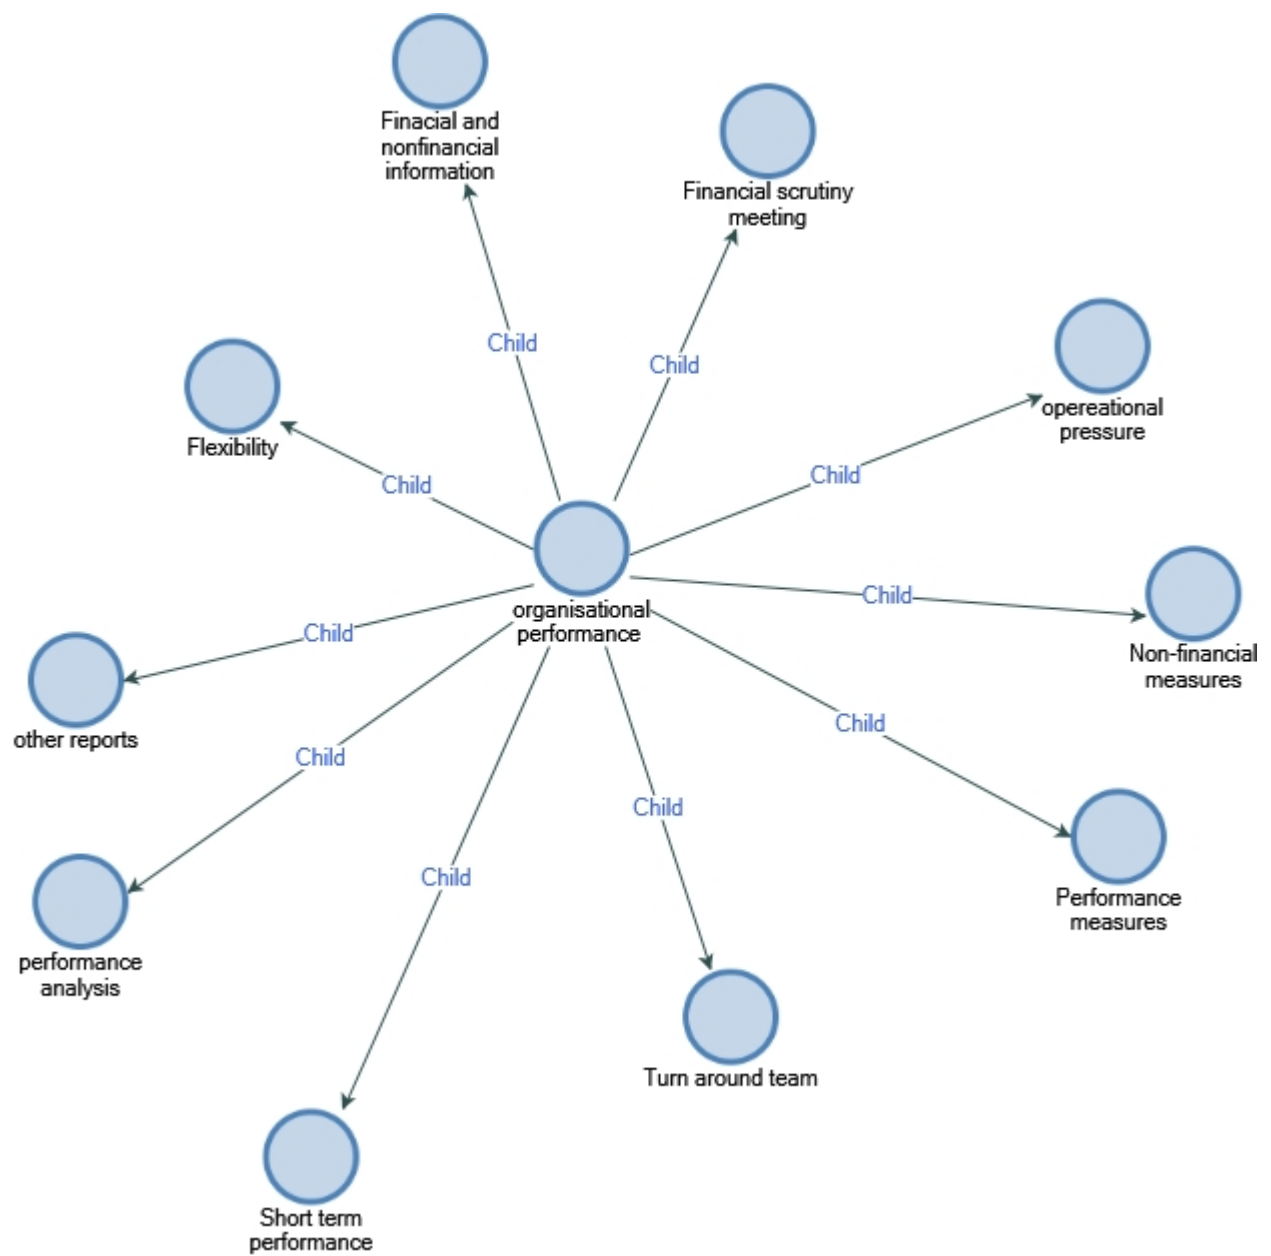 Finacial and
nonfinancial
information
Financial scrutiny
meeting
Child
Child
opereational
pressure
Flexibility
Child
Child
organisational
performance
Child
Non-financial
measures
Child
other reports
Child
Child
Child
Child
Performance
measures
performance
analysis
Turn around team
Short term
performance